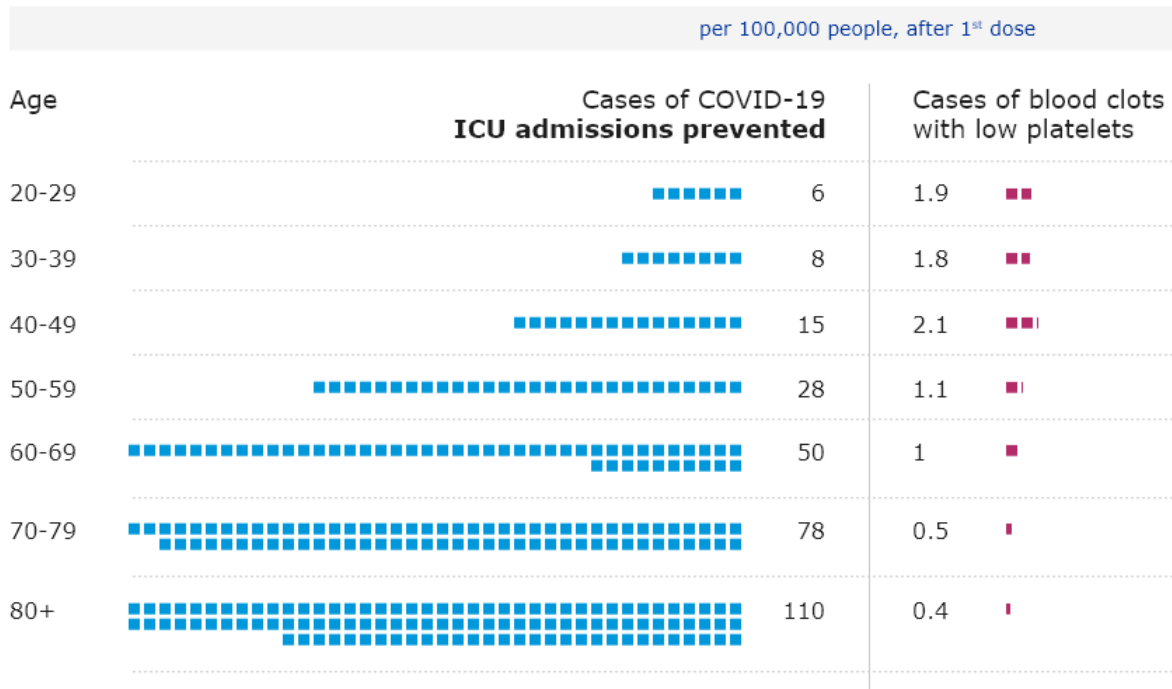 per 100,000 people, after 1st dose
Age
Cases of COVID-19
ICU admissions prevented
Cases of blood clots
with low platelets
20-29 6 1.9
30-39 8 1.8
40-49 15 2.1
50-59 28 1.1
60-69 50 1
70-79 78 0.5
80+ 110 0.4